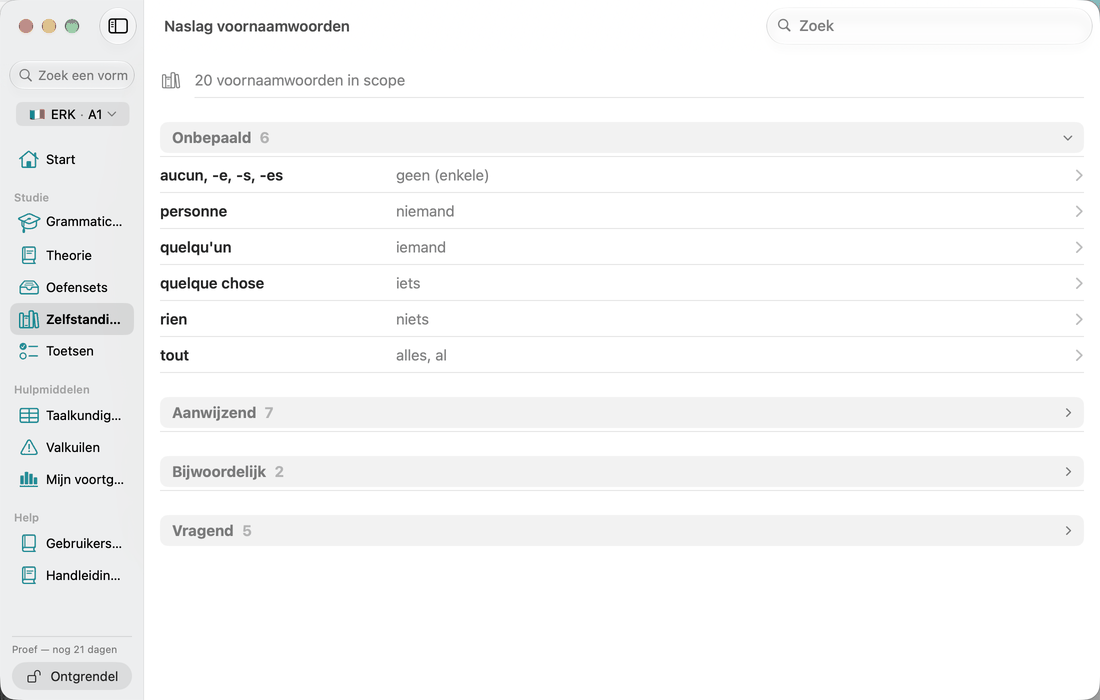 Naslag voornaamwoorden
Zoek
Zoek een vorm
ERK · A1
Start
Studie
Grammatic...
Theorie
Oefensets
Zelfstandi...
Toetsen
Hulpmiddelen
Taalkundig...
Valkuilen
Mijn voortg...
Help
Gebruikers...
Handleidin...
Proef — nog 21 dagen
Ontgrendel
20 voornaamwoorden in scope
Onbepaald 6
aucun, -e, -s, -es geen (enkele)
personne niemand
quelqu'un iemand
quelque chose iets
rien niets
tout alles, al
Aanwijzend 7
Bijwoordelijk 2
Vragend 5